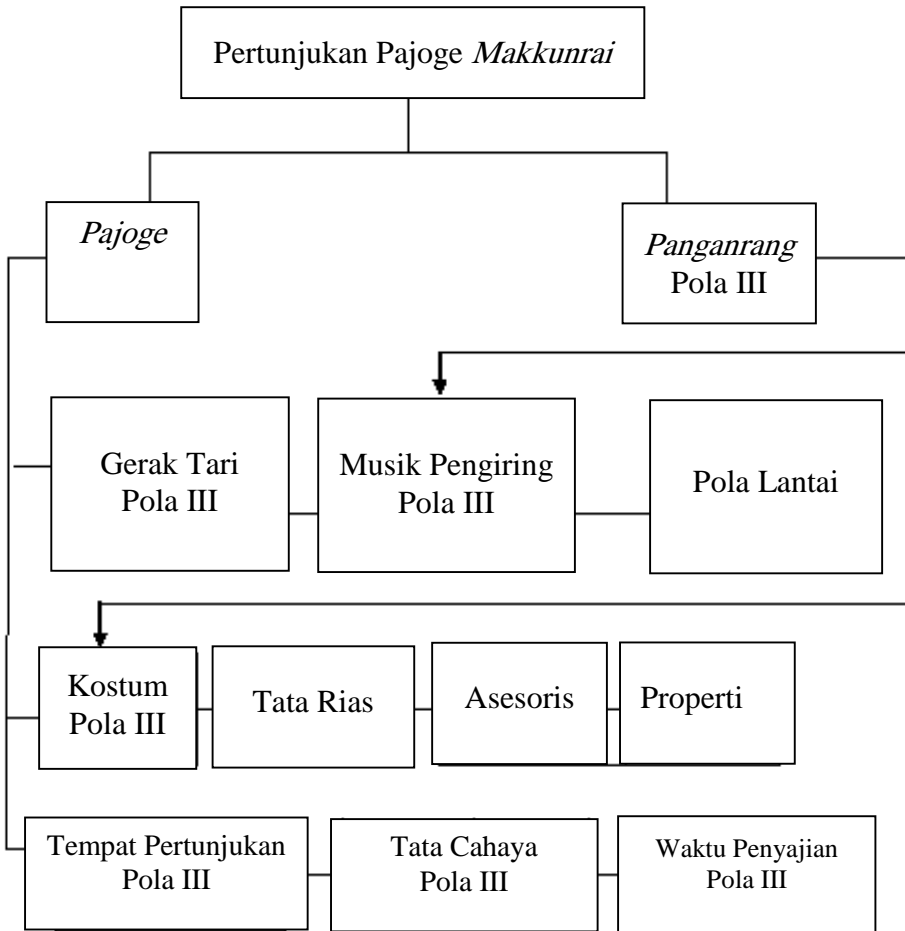 Pertunjukan Pajoge Makkunrai
Pajoge
Panganrang
Pola III
Gerak Tari
Pola III
Musik Pengiring
Pola III
Pola Lantai
Kostum
Pola III
Tata Rias
Asesoris
Properti
Tempat Pertunjukan
Pola III
Tata Cahaya
Pola III
Waktu Penyajian
Pola III